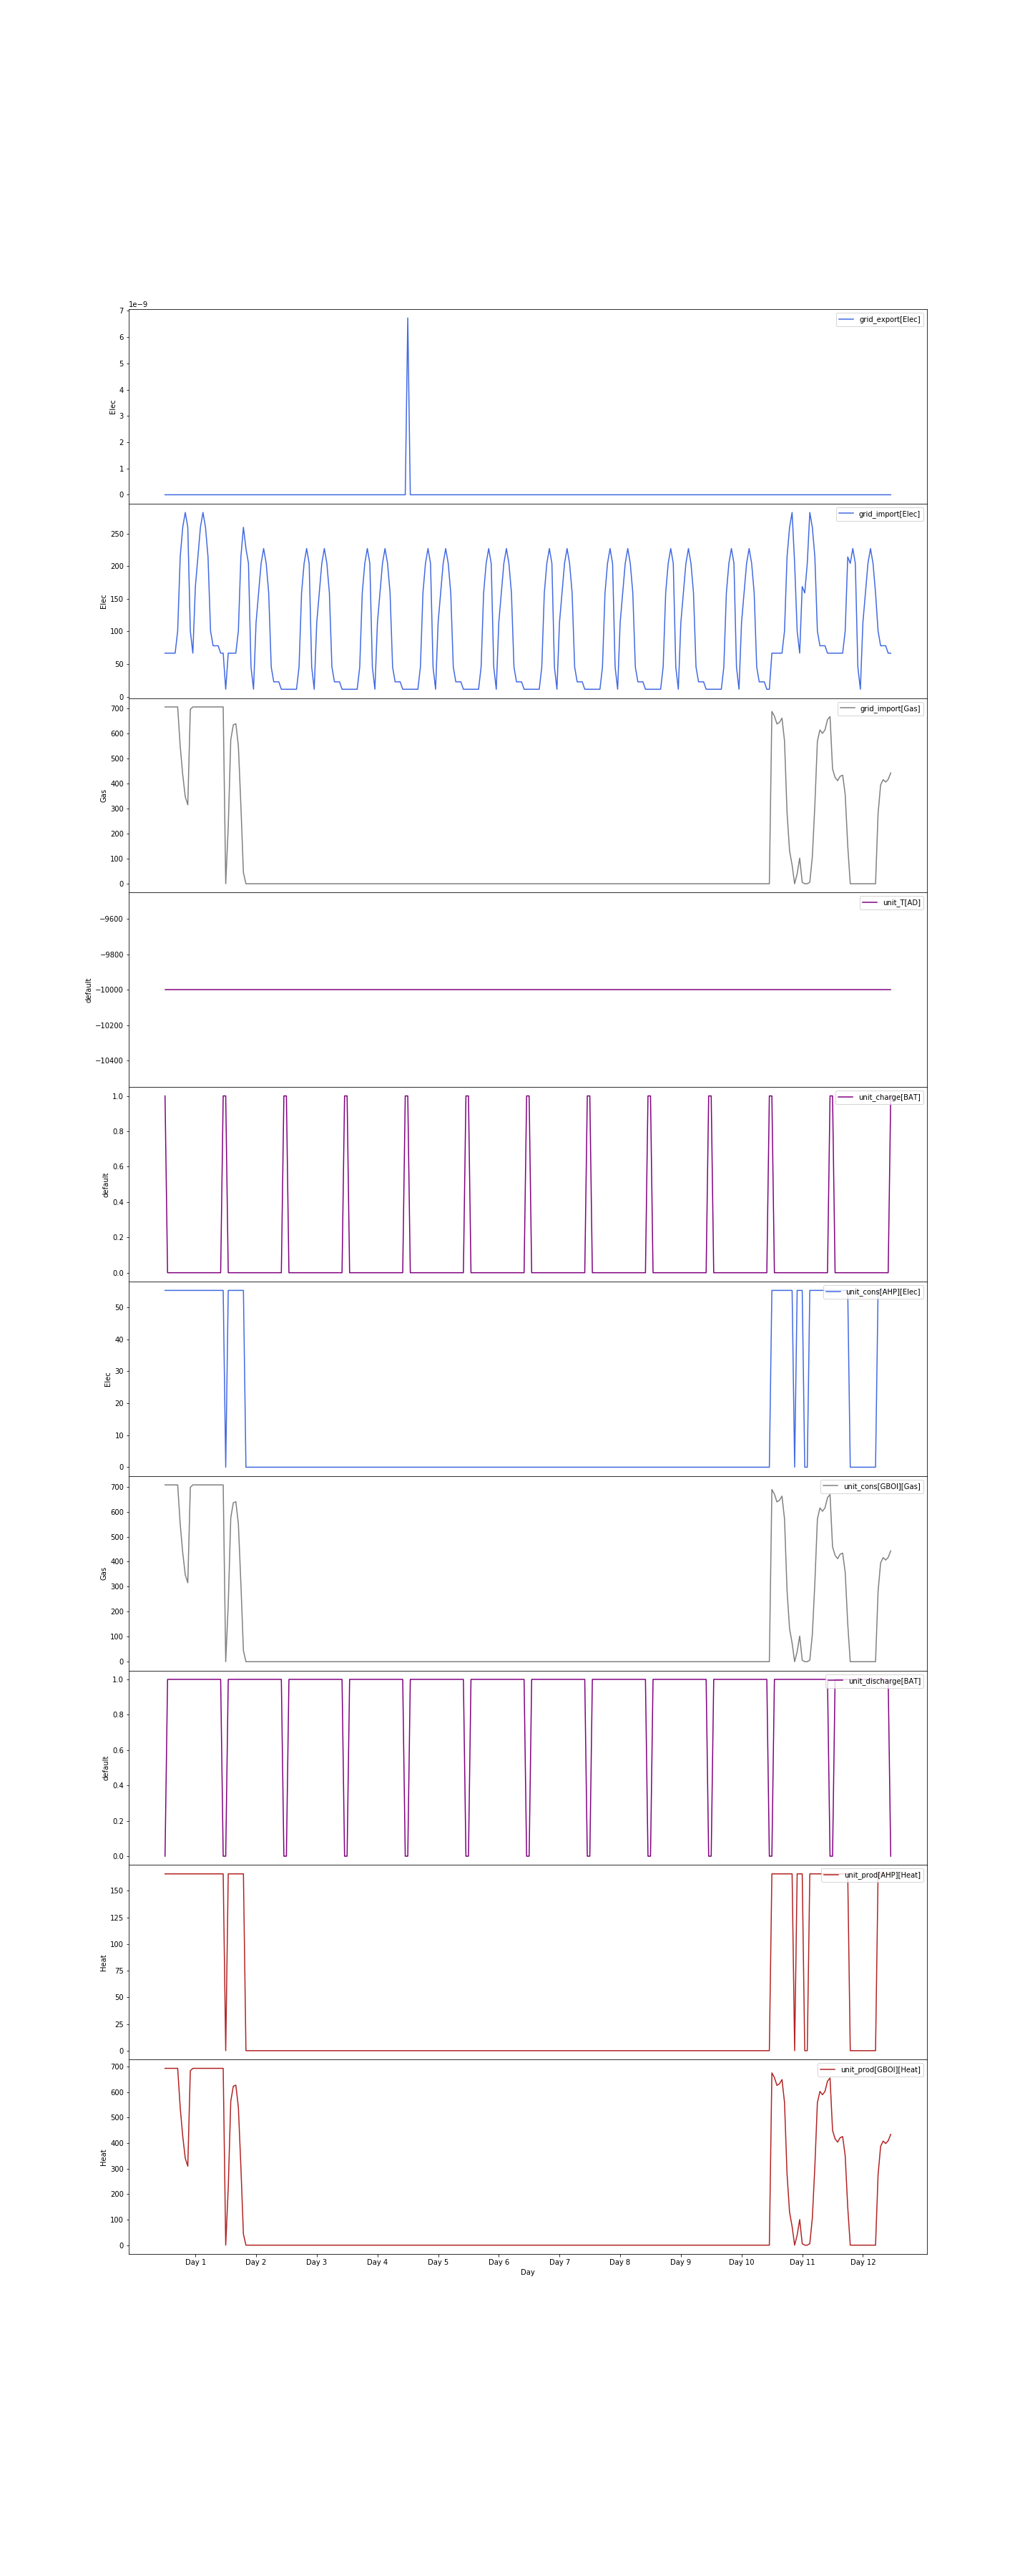 1e−9
7
6
5
4
3
2
1
0
Elec
grid_export[Elec]
250
200
150
100
50
0
Elec
grid_import[Elec]
700
600
500
400
300
200
100
0
Gas
grid_import[Gas]
−9600
−9800
−10000
−10200
−10400
default
unit_T[AD]
1.0
0.8
0.6
0.4
0.2
0.0
default
unit_charge[BAT]
50
40
30
20
10
0
Elec
unit_cons[AHP][Elec]
700
600
500
400
300
200
100
0
Gas
unit_cons[GBOI][Gas]
1.0
0.8
0.6
0.4
0.2
0.0
default
unit_discharge[BAT]
150
125
100
75
50
25
0
Heat
unit_prod[AHP][Heat]
700
600
500
400
300
200
100
0
Heat
unit_prod[GBOI][Heat]
Day 1 Day 2 Day 3 Day 4 Day 5 Day 6 Day 7 Day 8 Day 9 Day 10 Day 11 Day 12
Day